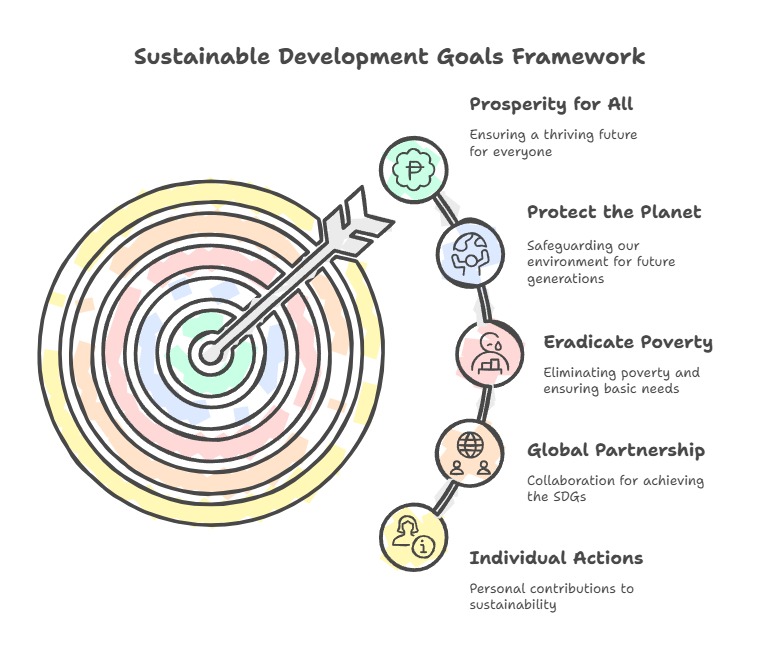 Sustainable Development Goals Framework
Prosperity for All
Ensuring a thriving future
for everyone
Protect the Planet
Safeguarding our
environment for future
generations
Eradicate Poverty
Eliminating poverty and
ensuring basic needs
Global Partnership
Collaboration for achieving
the SDGs
Individual Actions
Personal contributions to
sustainability